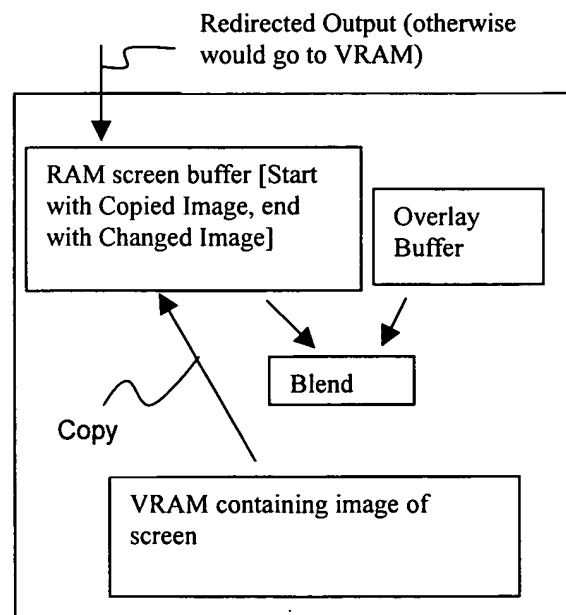 Redirected Output (otherwise
would go to VRAM)
RAM screen buffer [Start
with Copied Image, end
with Changed Image]
Overlay
Buffer
Blend
Copy
VRAM containing image of
screen